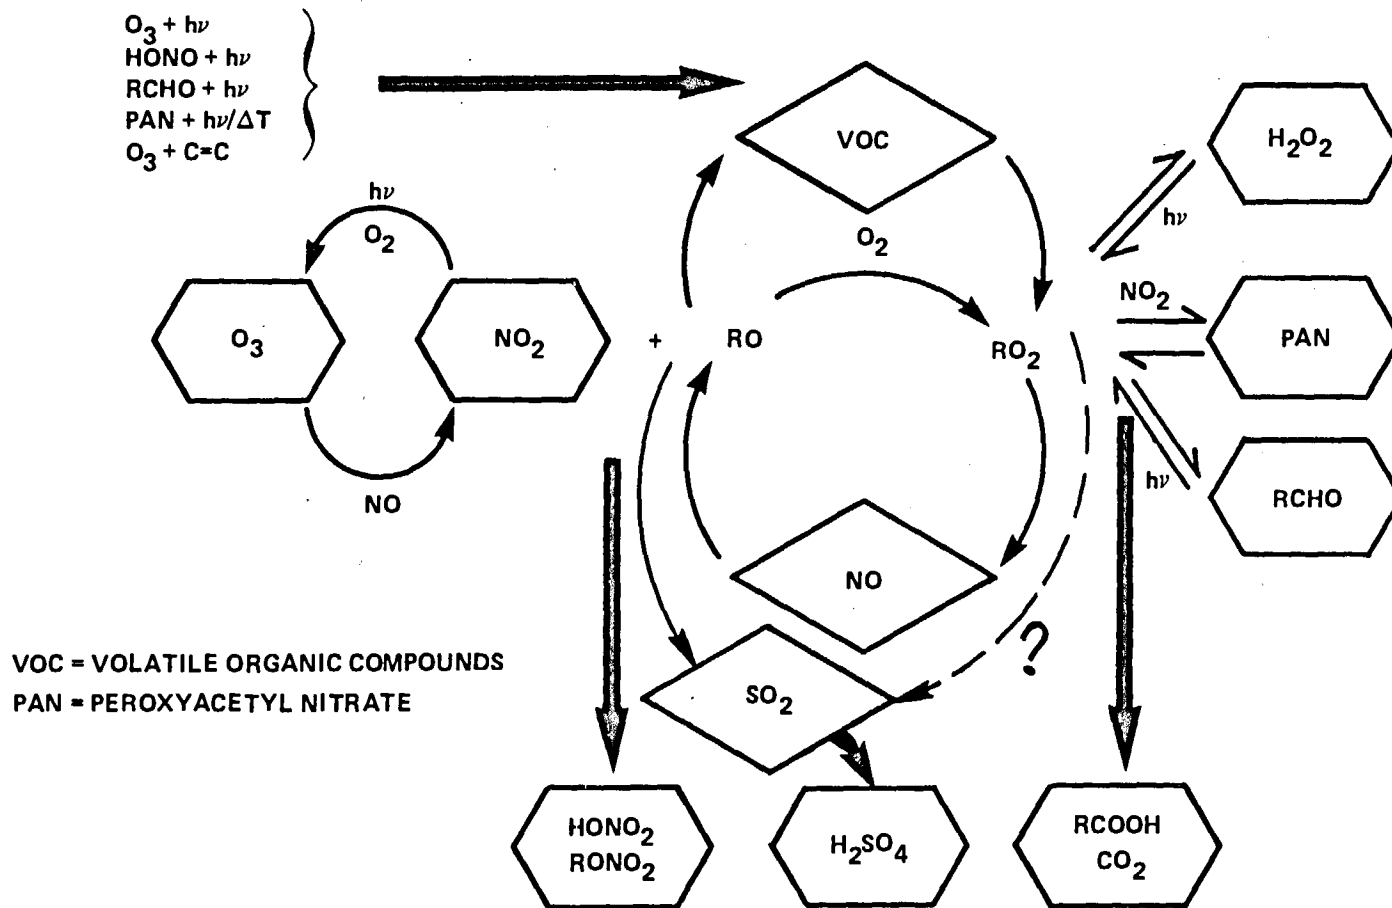 O₃ + hν
HONO + hν
RCHO + hν
PAN + hν/ΔT
O₃ + C=C
VOC
O₂
H₂O₂
hν
hν
O₂
O₃
NO₂
NO
+
RO
RO₂
NO₂
PAN
hν
RCHO
NO
?
SO₂
VOC = VOLATILE ORGANIC COMPOUNDS
PAN = PEROXYACETYL NITRATE
HONO₂
RONO₂
H₂SO₄
RCOOH
CO₂